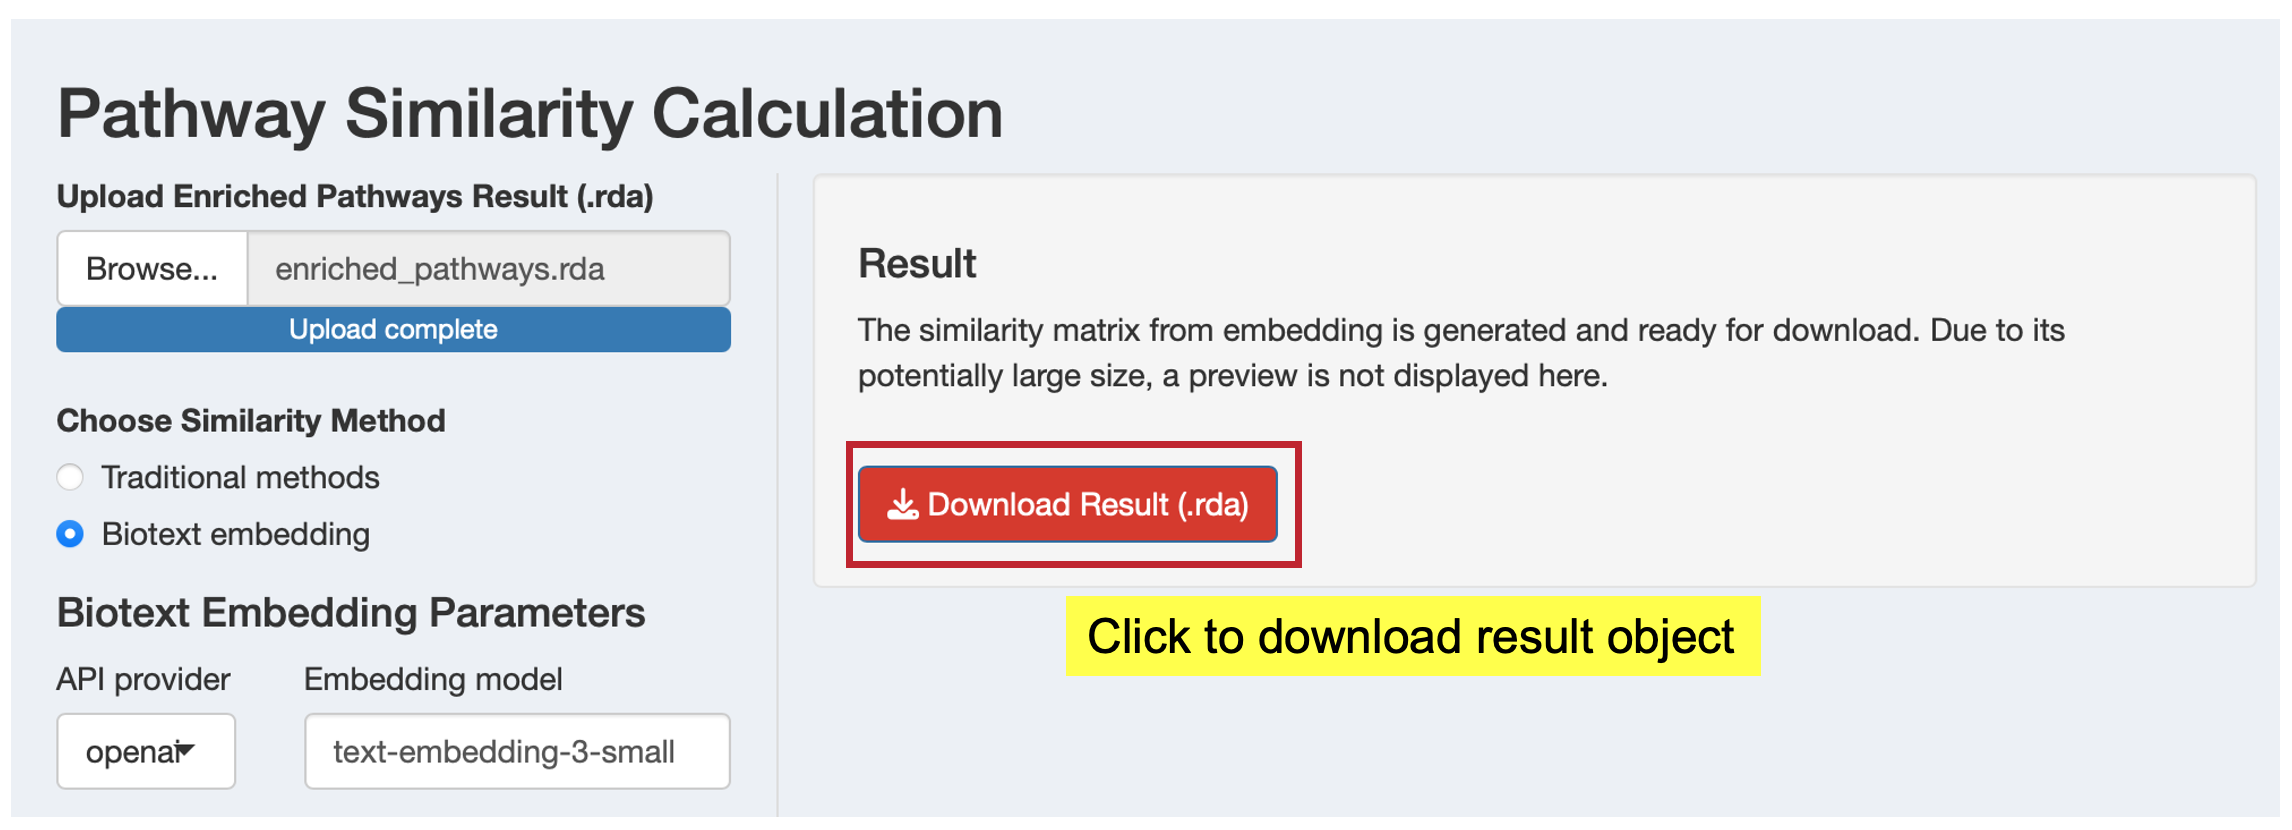 Pathway Similarity Calculation
Upload Enriched Pathways Result (.rda)
Browse... enriched_pathways.rda
Upload complete
Choose Similarity Method
Traditional methods
Biotext embedding
Biotext Embedding Parameters
API provider Embedding model
openai text-embedding-3-small
Result
The similarity matrix from embedding is generated and ready for download. Due to its
potentially large size, a preview is not displayed here.
Download Result (.rda)
Click to download result object